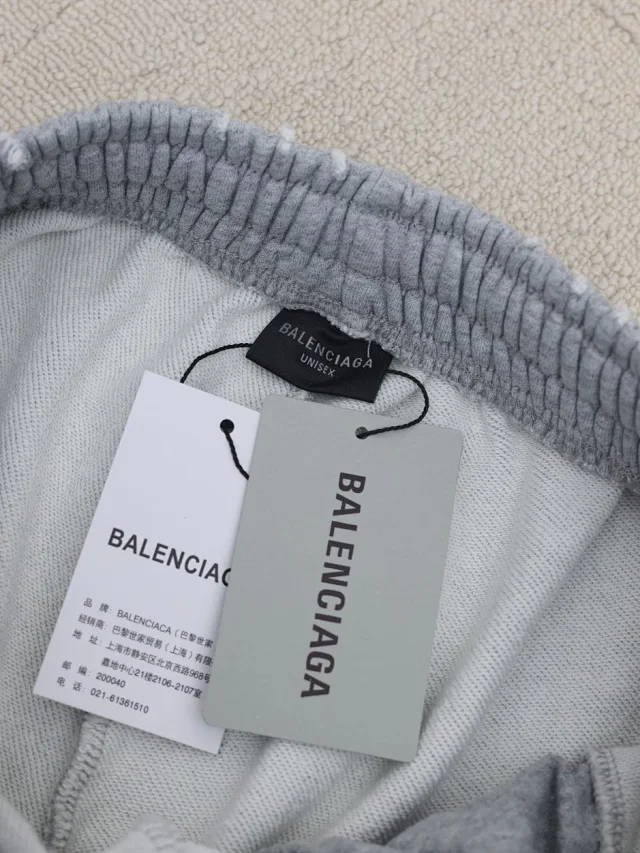 BALENCIAGA
UNISEX
BALENCIAG
BALENCIAGA
品 牌: BALENCIACA (巴黎世家
经销商: 巴黎世家贸易 (上海) 有限
地 址: 上海市静安区北京西路968号
嘉地中心21楼2106-2107室
邮 编: 200040
电 话: 021-61361510